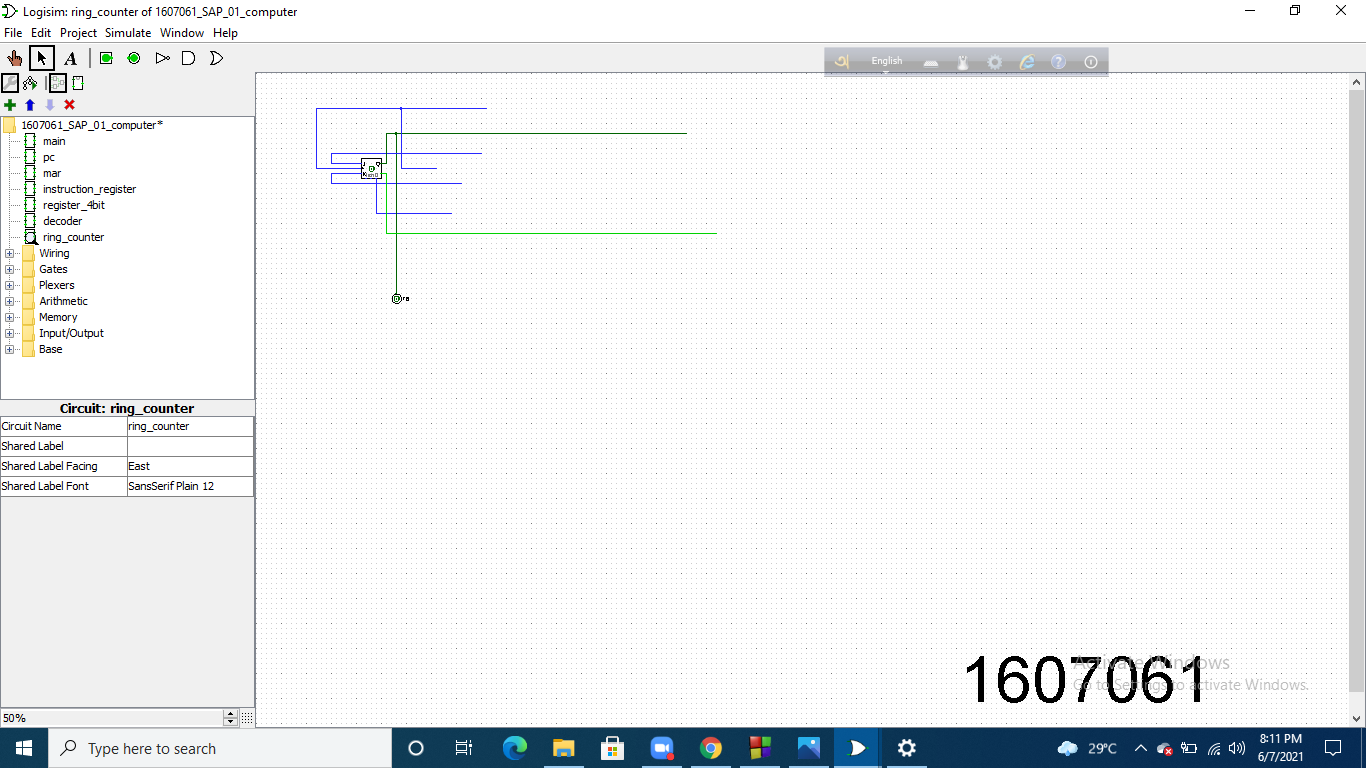 Logisim: ring_counter of 1607061_SAP_01_computer
File Edit Project Simulate Window Help
A
English
1607061_SAP_01_computer*
main
pc
mar
instruction_register
register_4bit
decoder
ring_counter
Wiring
Gates
Plexers
Arithmetic
Memory
Input/Output
Base
Circuit: ring_counter
Circuit Name ring_counter
Shared Label
Shared Label Facing East
Shared Label Font SansSerif Plain 12
1607061
Activate Windows
Go to Settings to activate Windows.
50%
Type here to search
29°C
8:11 PM
6/7/2021